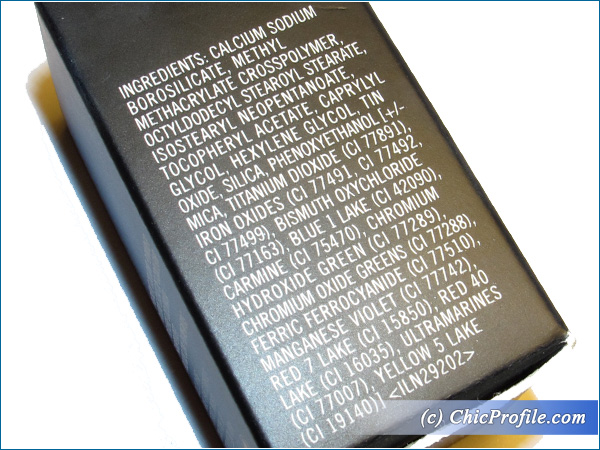 INGREDIENTS: CALCIUM SODIUM
BOROSILICATE, METHYL
METHACRYLATE CROSSPOLYMER,
OCTYLDODECYL STEAROYL STEARATE,
ISOSTEARYL NEOPENTANOATE,
TOCOPHERYL ACETATE, CAPRYLYL
GLYCOL, HEXYLENE GLYCOL, TIN
OXIDE, SILICA, PHENOXYETHANOL [+/-
MICA, TITANIUM DIOXIDE (CI 77891),
IRON OXIDES (CI 77491, CI 77492,
CI 77499), BISMUTH OXYCHLORIDE
(CI 77163), BLUE 1 LAKE (CI 42090),
CARMINE (CI 75470), CHROMIUM
HYDROXIDE GREEN (CI 77289),
CHROMIUM OXIDE GREENS (CI 77288),
FERRIC FERROCYANIDE (CI 77510),
MANGANESE VIOLET (CI 77742),
RED 7 LAKE (CI 15850), RED 40
LAKE (CI 16035), ULTRAMARINES
(CI 77007), YELLOW 5 LAKE
(CI 19140)] <ILN29202>
(c) ChicProfile.com